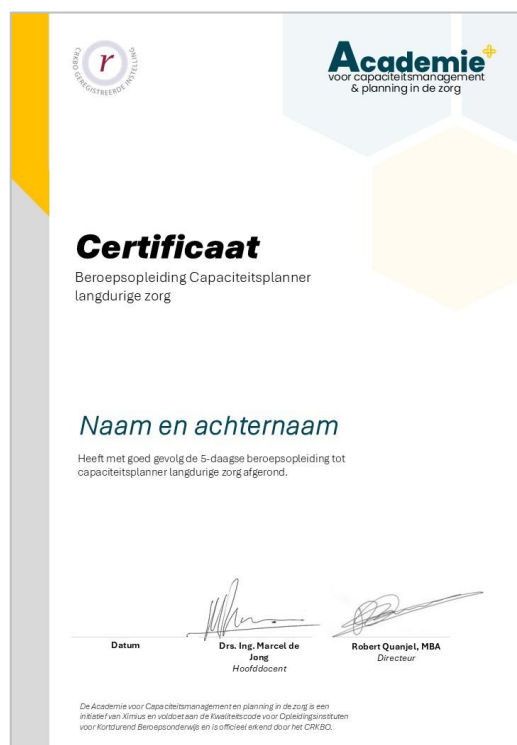 CRKBO GEREGISTREERDE INSTELLING
r
Academie
voor capaciteitsmanagement
& planning in de zorg
Certificaat
Beroepsopleiding Capaciteitsplanner
langdurige zorg
Naam en achternaam
Heeft met goed gevolg de 5-daagse beroepsopleiding tot
capaciteitsplanner langdurige zorg afgerond.
Datum
Drs. Ing. Marcel de
Jong
Hoofddocent
Robert Quanjel, MBA
Directeur
De Academie voor Capaciteitsmanagement en planning in de zorg is een
initiatief van Ximius en voldoet aan de Kwaliteitscode voor Opleidingsinstituten
voor Kortdurend Beroepsonderwijs en is officieel erkend door het CRKBO.